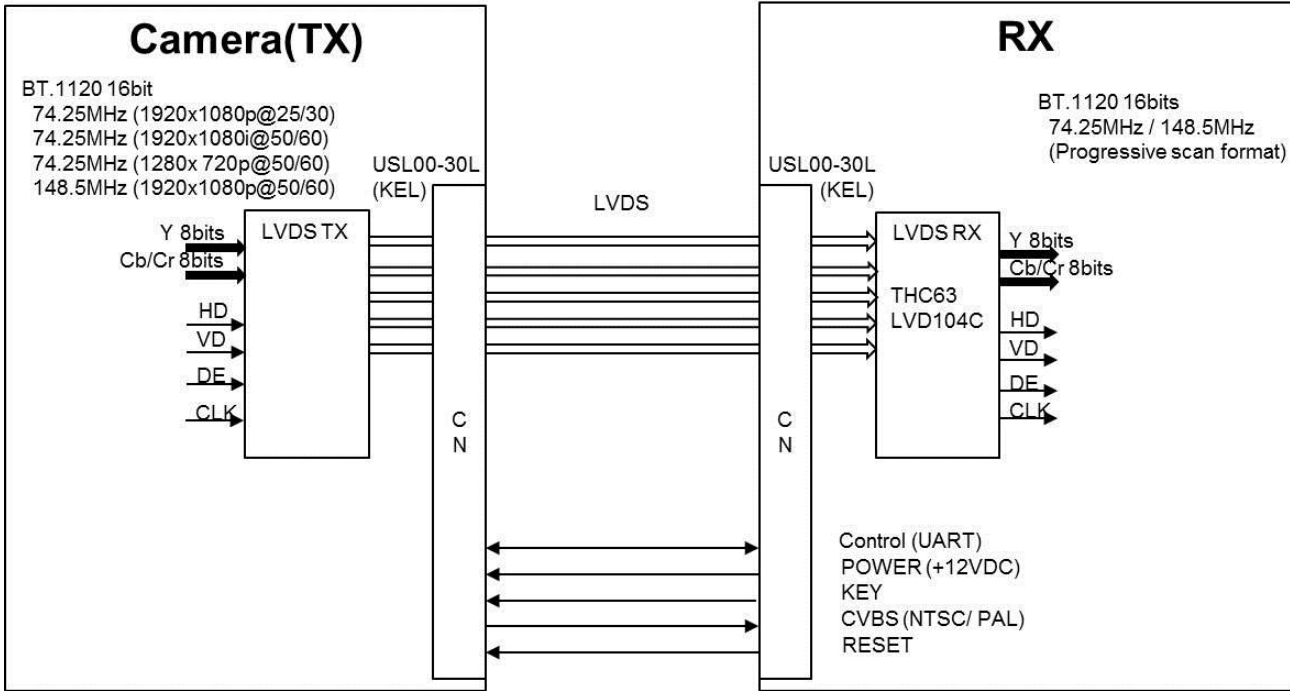 Camera(TX)
BT.1120 16bit
74.25MHz (1920x1080p@25/30)
74.25MHz (1920x1080i@50/60)
74.25MHz (1280x 720p@50/60)
148.5MHz (1920x1080p@50/60)
USL00-30L
(KEL)
Y 8bits
Cb/Cr 8bits
HD
VD
DE
CLK
LVDS TX
C
N
LVDS
RX
BT.1120 16bits
74.25MHz / 148.5MHz
(Progressive scan format)
USL00-30L
(KEL)
C
N
LVDS RX
THC63
LVD104C
Y 8bits
Cb/Cr 8bits
HD
VD
DE
CLK
Control (UART)
POWER (+12VDC)
KEY
CVBS (NTSC/ PAL)
RESET